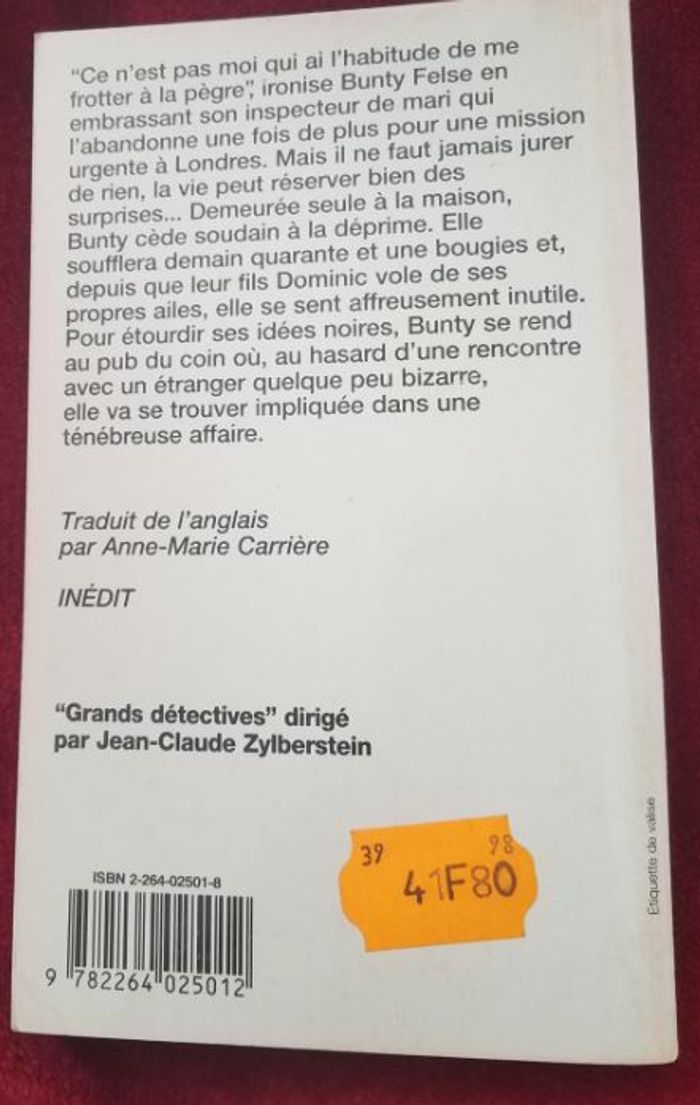 “Ce n'est pas moi qui ai l'habitude de me
frotter à la pègre”, ironise Bunty Felse en
embrassant son inspecteur de mari qui
l'abandonne une fois de plus pour une mission
urgente à Londres. Mais il ne faut jamais jurer
de rien, la vie peut réserver bien des
surprises... Demeurée seule à la maison,
Bunty cède soudain à la déprime. Elle
soufflera demain quarante et une bougies et,
depuis que leur fils Dominic vole de ses
propres ailes, elle se sent affreusement inutile.
Pour étourdir ses idées noires, Bunty se rend
au pub du coin où, au hasard d'une rencontre
avec un étranger quelque peu bizarre,
elle va se trouver impliquée dans une
ténébreuse affaire.
Traduit de l'anglais
par Anne-Marie Carrière
INÉDIT
“Grands détectives” dirigé
par Jean-Claude Zylberstein
39 98
41F80
ISBN 2-264-02501-8
9 782264 025012
Etiquette de valise